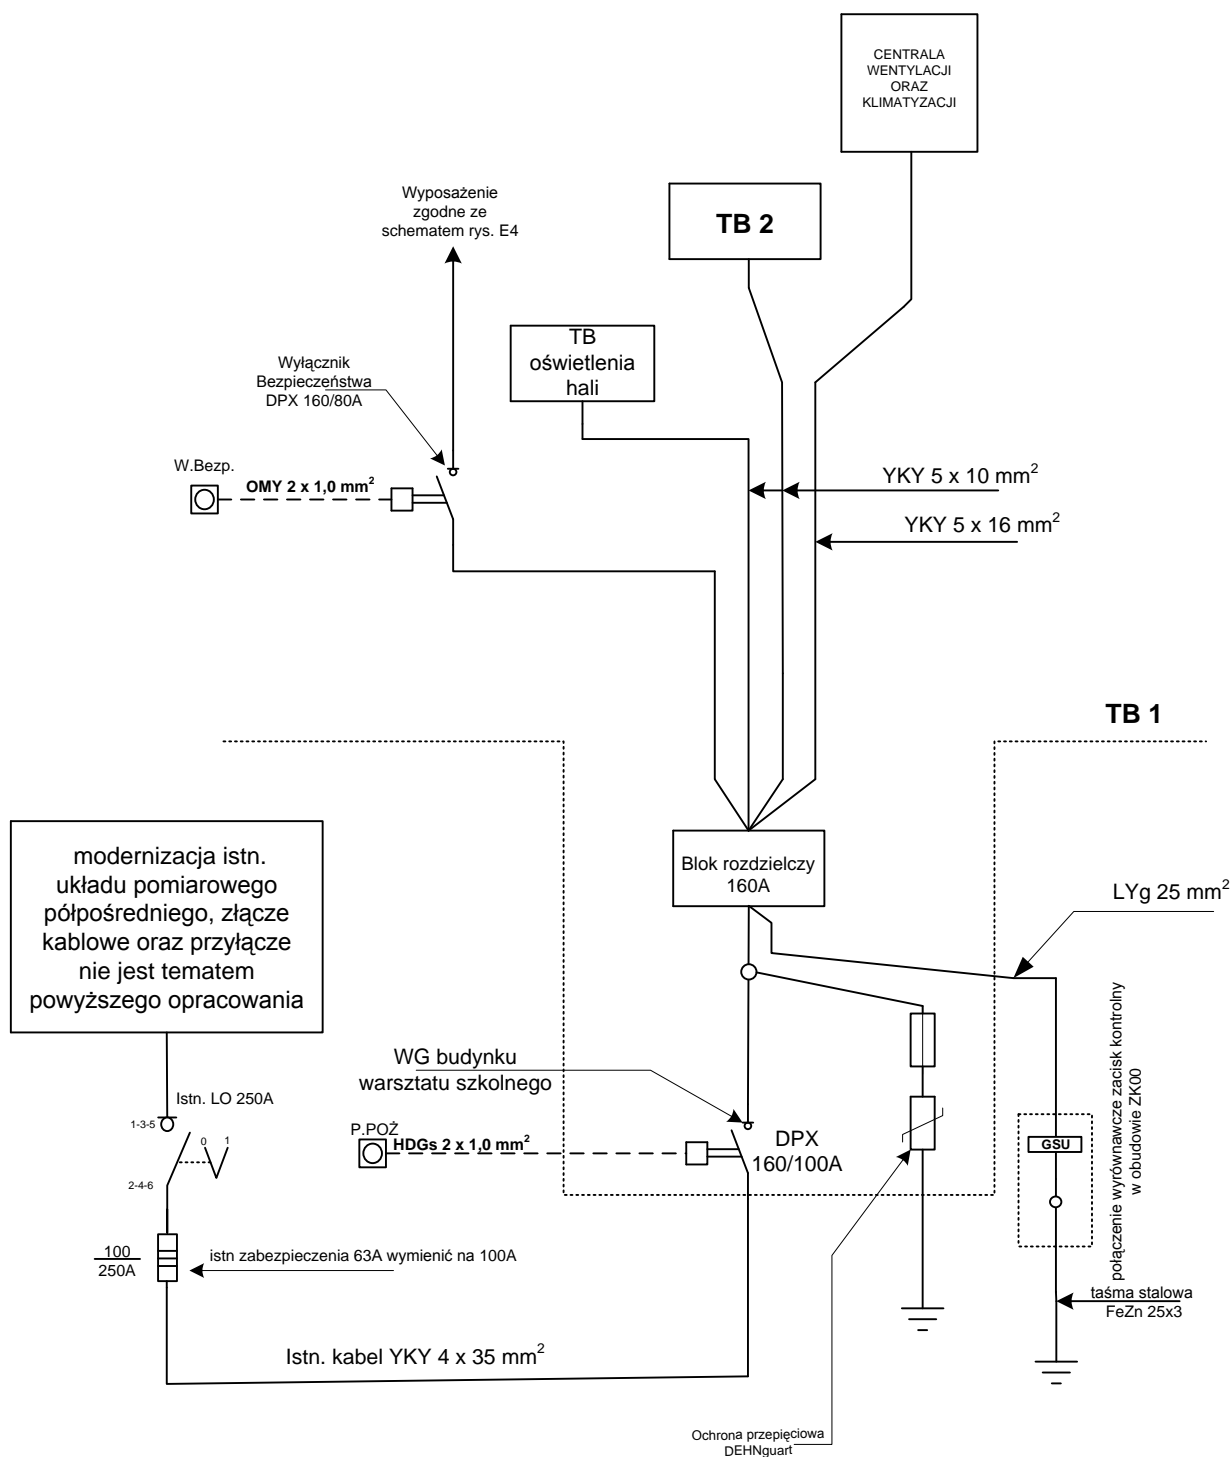 CENTRALA
WENTYLACJI
ORAZ
KLIMATYZACJI
Wyposażenie
zgodne ze
schematem rys. E4
TB 2
TB
oświetlenia
hali
Wyłącznik
Bezpieczeństwa
DPX 160/80A
W.Bezp.
OMY 2 x 1,0 mm²
YKY 5 x 10 mm²
YKY 5 x 16 mm²
TB 1
modernizacja istn.
układu pomiarowego
półpośredniego, złącze
kablowe oraz przyłącze
nie jest tematem
powyższego opracowania
Blok rozdzielczy
160A
LYg 25 mm²
WG budynku
warsztatu szkolnego
Istn. LO 250A
1-3-5
0 1
2-4-6
P.POŻ
HDGs 2 x 1,0 mm²
DPX
160/100A
GSU
połączenie wyrównawcze zacisk kontrolny
w obudowie ZK00
100
250A
istn zabezpieczenia 63A wymienić na 100A
taśma stalowa
FeZn 25x3
Istn. kabel YKY 4 x 35 mm²
Ochrona przepięciowa
DEHNguart